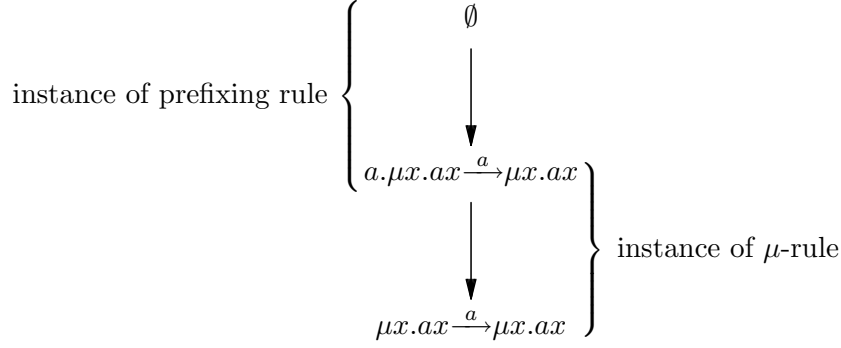 ∅
instance of prefixing rule
a.μx.ax —a→ μx.ax
instance of μ-rule
μx.ax —a→ μx.ax